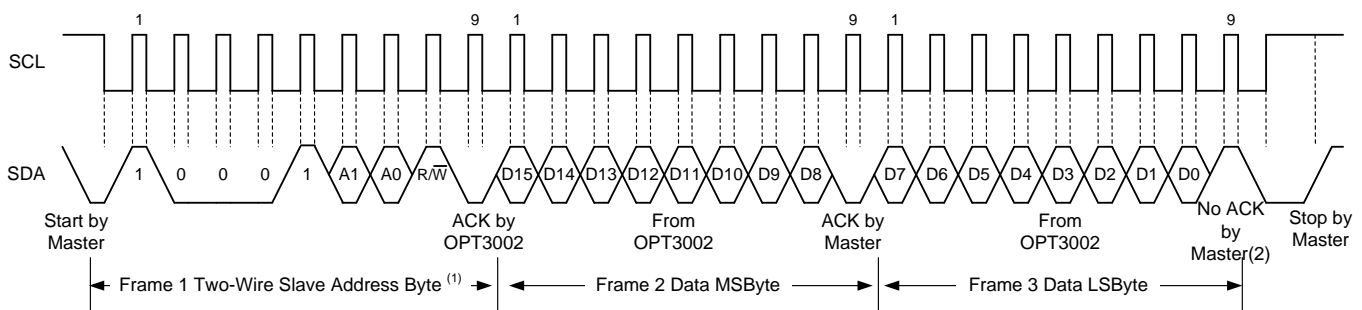 1 9 1 9 1 9
SCL
SDA
1 0 0 0 1 A1 A0 R/W̅ D15 D14 D13 D12 D11 D10 D9 D8 D7 D6 D5 D4 D3 D2 D1 D0
Start by
Master
ACK by
OPT3002
From
OPT3002
ACK by
Master
From
OPT3002
No ACK
by
Master(2)
Stop by
Master
Frame 1 Two-Wire Slave Address Byte (1)
Frame 2 Data MSByte
Frame 3 Data LSByte